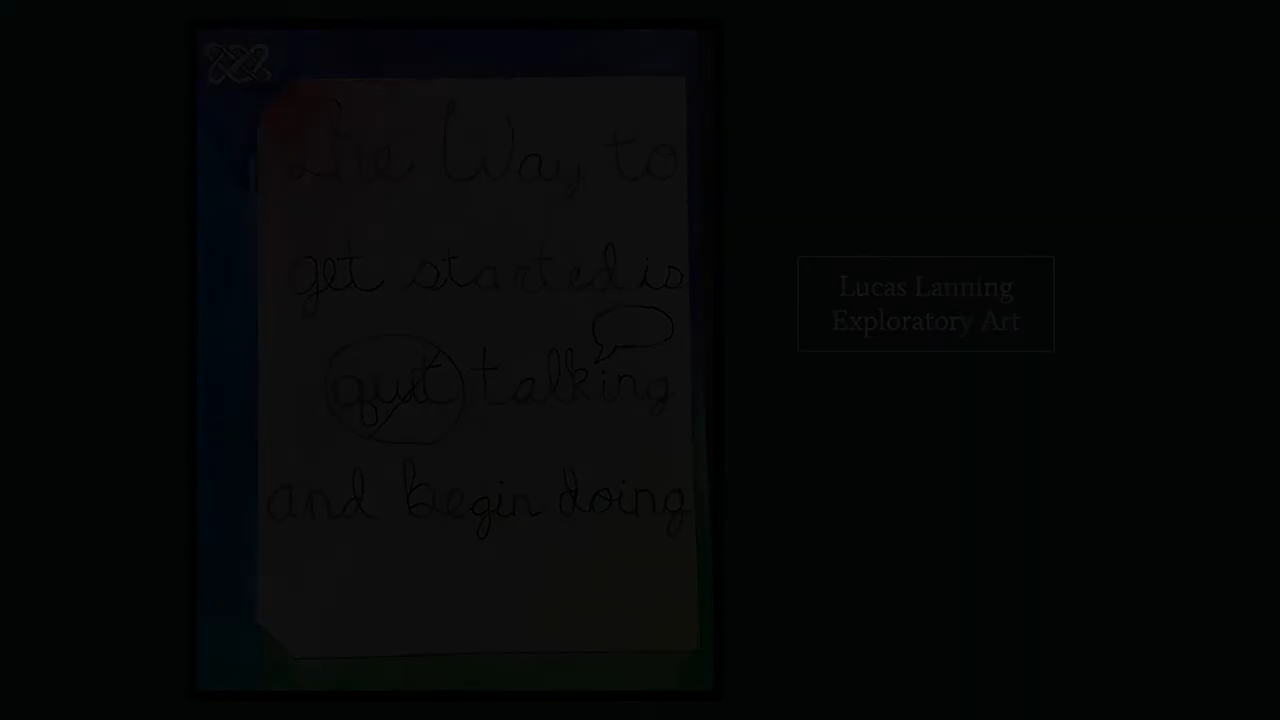 The Way to
get started is
quit talking
and begin doing
Lucas Lanning
Exploratory Art